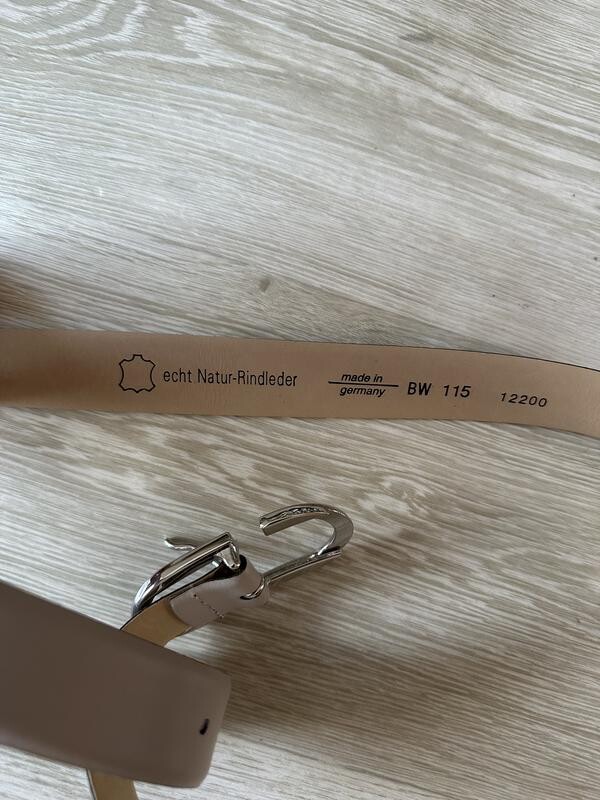 echt Natur-Rindleder
made in
germany
BW 115
12200